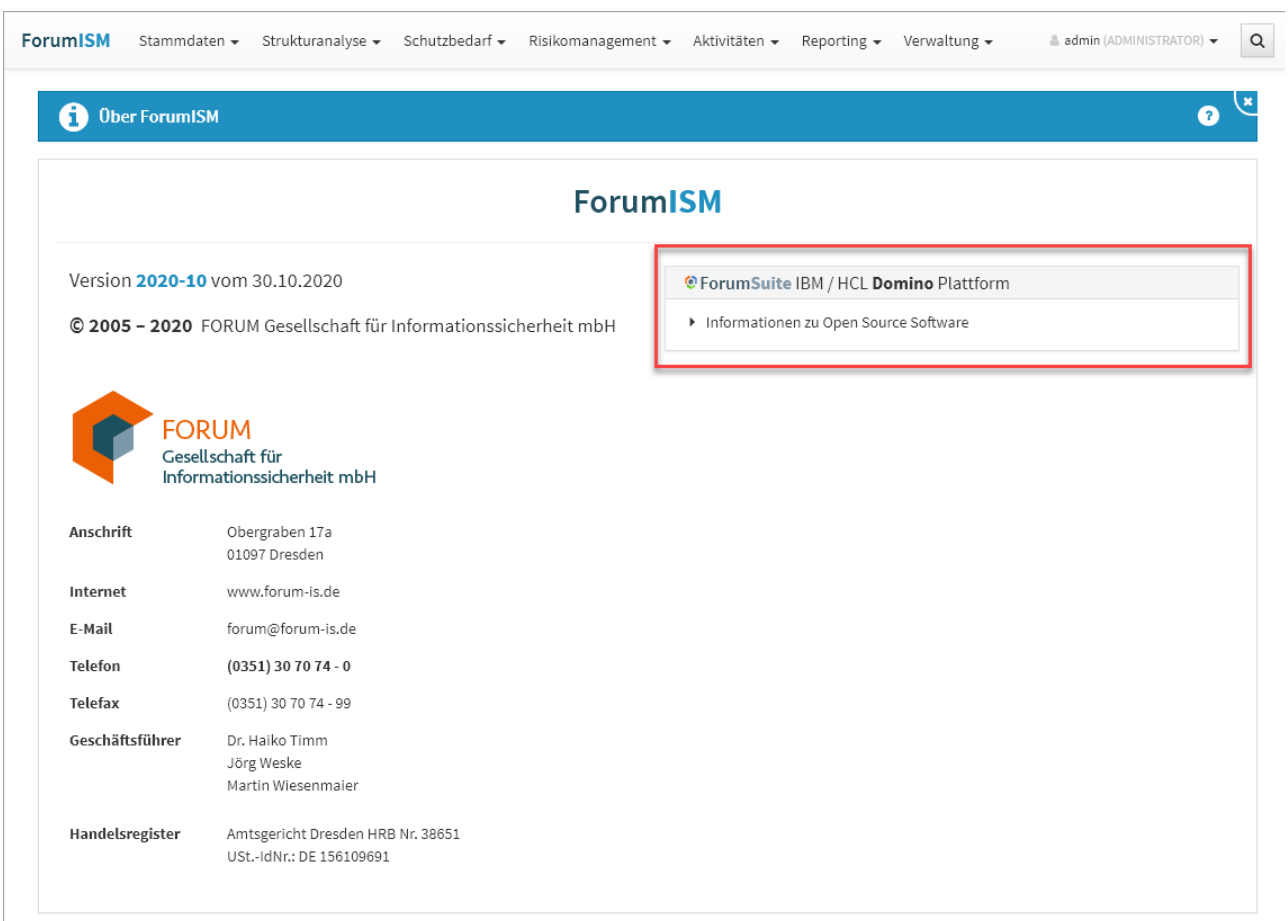 ForumISM Stammdaten Strukturanalyse Schutzbedarf Risikomanagement Aktivitäten Reporting Verwaltung admin (ADMINISTRATOR)
Über ForumISM
ForumISM
Version 2020-10 vom 30.10.2020
© 2005 – 2020 FORUM Gesellschaft für Informationssicherheit mbH
ForumSuite IBM / HCL Domino Plattform
Informationen zu Open Source Software
FORUM
Gesellschaft für
Informationssicherheit mbH
Anschrift Obergraben 17a
01097 Dresden
Internet www.forum-is.de
E-Mail forum@forum-is.de
Telefon (0351) 30 70 74 - 0
Telefax (0351) 30 70 74 - 99
Geschäftsführer Dr. Haiko Timm
Jörg Weske
Martin Wiesenmaier
Handelsregister Amtsgericht Dresden HRB Nr. 38651
USt.-IdNr.: DE 156109691